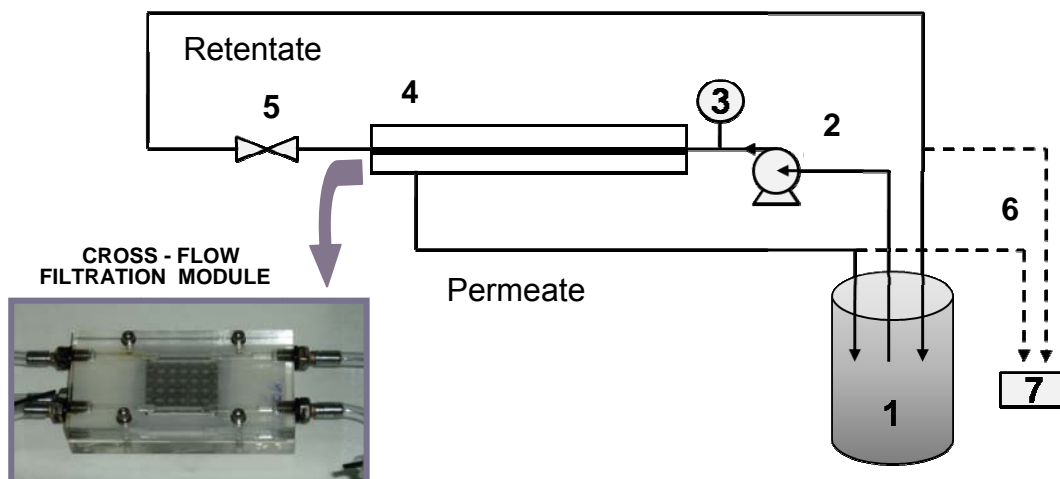 Retentate
5
4
3
2
6
CROSS - FLOW
FILTRATION MODULE
Permeate
1
7